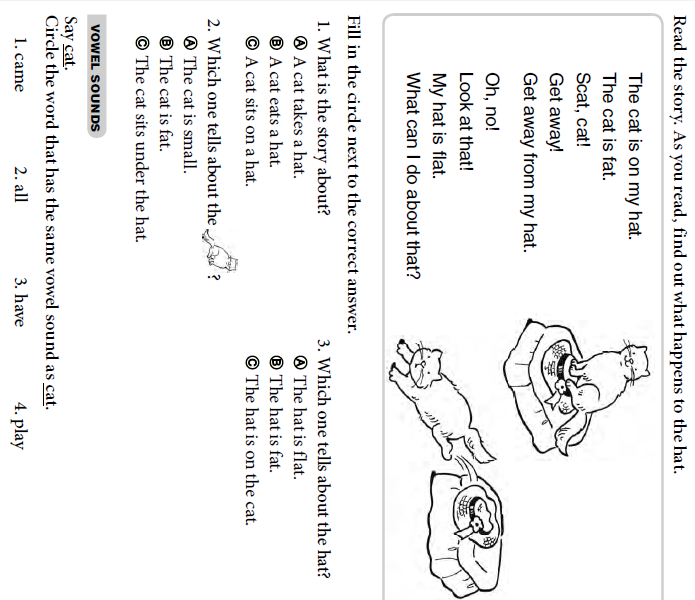 Read the story. As you read, find out what happens to the hat.
The cat is on my hat.
The cat is fat.
Scat, cat!
Get away!
Get away from my hat.
Oh, no!
Look at that!
My hat is flat.
What can I do about that?
Fill in the circle next to the correct answer.
1. What is the story about?
Ⓐ A cat takes a hat.
Ⓑ A cat eats a hat.
Ⓒ A cat sits on a hat.
2. Which one tells about the ?
Ⓐ The cat is small.
Ⓑ The cat is fat.
Ⓒ The cat sits under the hat.
3. Which one tells about the hat?
Ⓐ The hat is flat.
Ⓑ The hat is fat.
Ⓒ The hat is on the cat.
VOWEL SOUNDS
Say cat.
Circle the word that has the same vowel sound as cat.
1. came 2. all 3. have 4. play